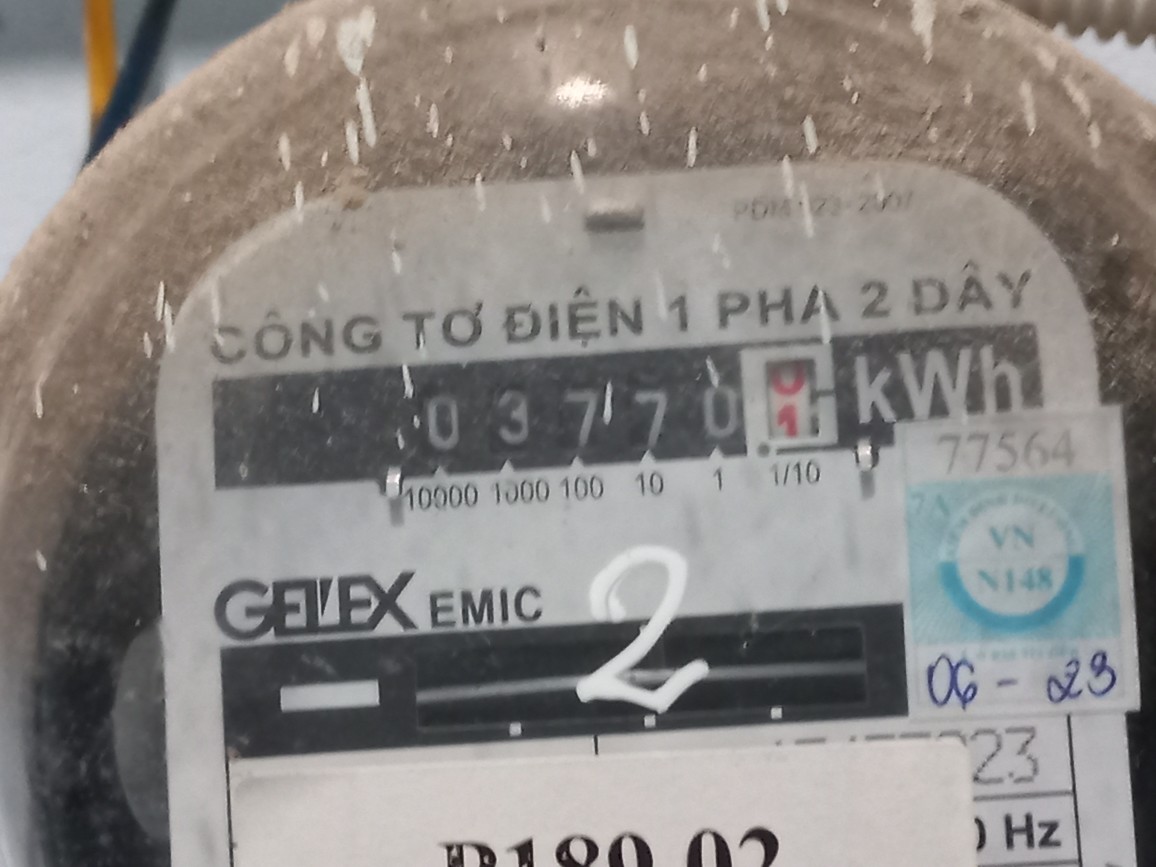 CÔNG TƠ ĐIỆN 1 PHA 2 DÂY
0 3 7 7 0 kWh
10000 1000 100 10 1 1/10
77564
VN
N148
GELEX EMIC
2
06 - 23
23
Hz